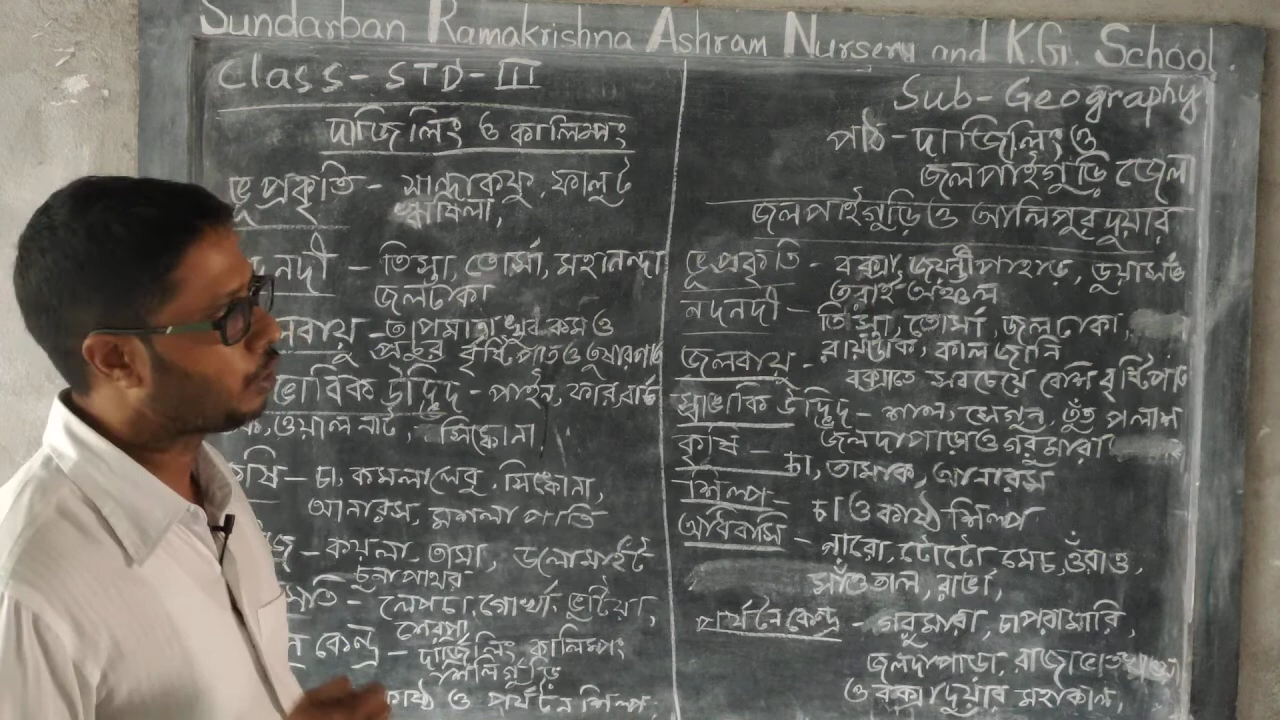 Sundarban Ramakrishna Ashram Nursery and K.G. School.
Class - STD - III
দার্জিলিং ও কালিম্পং
ভূপ্রকৃতি - সান্দাকফু, ফালুট
নদী - তিস্তা, তোর্সা, মহানন্দা
জলঢাকা
লবায়ু - তাপমাত্রা খুব কম ও
প্রচুর বৃষ্টিপাত ও তুষারপাত
ভাবিক উদ্ভিদ - পাইন, ফার, বার্চ
ক, ওয়ালনাট, সিঙ্কোনা
কৃষি - চা, কমলালেবু, সিঙ্কোনা,
আনারস, মশলাপাতি
জ - কয়লা, তামা, ডলোমাইট
চুনাপাথর
লেপচা, গোর্খা, ভুটিয়া,
শেরপা
ন কেন্দ্র - দার্জিলিং, কালিম্পং
শিলিগুড়ি
কাষ্ঠ ও পর্যটন শিল্প,
Sub - Geography
পাঠ - দার্জিলিং ও
জলপাইগুড়ি জেলা
জলপাইগুড়ি ও আলিপুরদুয়ার
ভূপ্রকৃতি - বক্সা, জয়ন্তীপাহাড়, ডুয়ার্স ও
তরাই অঞ্চল
নদনদী - তিস্তা, তোর্সা, জলঢাকা,
রায়ডাক, কালজানি
জলবায়ু - বক্সাতে সবচেয়ে বেশি বৃষ্টিপাত
স্বাভাকি উদ্ভিদ - শাল, সেগুন, তুঁত পলাশ
জলদাপাড়া ও গরুমারা
কৃষি - চা, তামাক, আনারস
শিল্প - চা ও কাষ্ঠ শিল্প
অধিবাসি - গারো, টোটো, মেচ, ওঁরাও,
সাঁওতাল, রাভা,
পার্যটন কেন্দ্র - গরুমারা, চাপরামারি,
জলদাপাড়া, রাজাভাতখাওয়া
ও বক্সাদুয়ার মহাকাল,